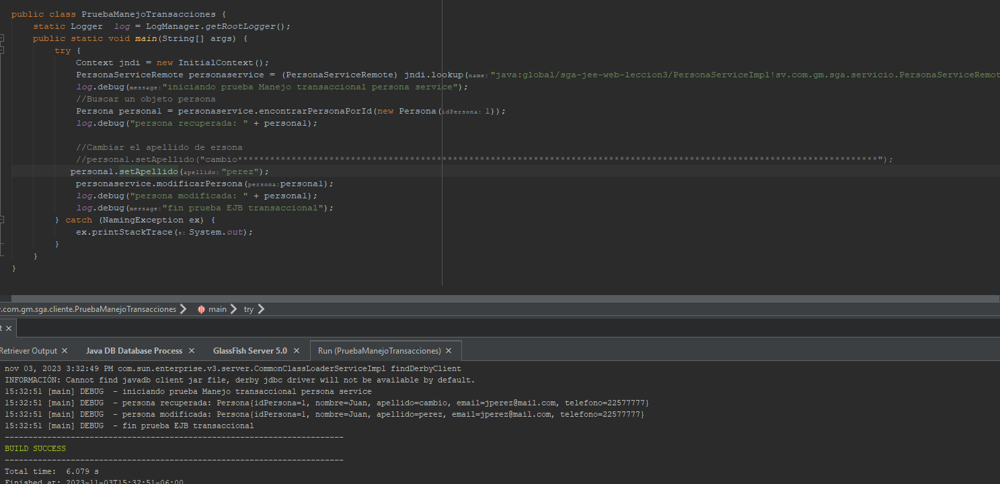 public class PruebaManejoTransacciones {
static Logger log = LogManager.getRootLogger();
public static void main(String[] args) {
try {
Context jndi = new InitialContext();
PersonaServiceRemote personaservice = (PersonaServiceRemote) jndi.lookup(name:"java:global/sga-jee-web-leccion3/PersonaServiceImpl!sv.com.gm.sga.servicio.PersonaServiceRemot
log.debug(message:"iniciando prueba Manejo transaccional persona service");
//Buscar un objeto persona
Persona persona1 = personaservice.encontrarPersonaPorId(new Persona(idPersona: 1));
log.debug("persona recuperada: " + persona1);
//Cambiar el apellido de ersona
//persona1.setApellido("cambio***********************************************************************************************************************");
persona1.setApellido(apellido:"perez");
personaservice.modificarPersona(persona:persona1);
log.debug("persona modificada: " + persona1);
log.debug(message:"fin prueba EJB transaccional");
} catch (NamingException ex) {
ex.printStackTrace(s: System.out);
}
}
}
.com.gm.sga.cliente.PruebaManejoTransacciones main try
t
Retriever Output Java DB Database Process GlassFish Server 5.0 Run (PruebaManejoTransacciones)
nov 03, 2023 3:32:49 PM com.sun.enterprise.v3.server.CommonClassLoaderServiceImpl findDerbyClient
INFORMACIÓN: Cannot find javadb client jar file, derby jdbc driver will not be available by default.
15:32:51 [main] DEBUG - iniciando prueba Manejo transaccional persona service
15:32:51 [main] DEBUG - persona recuperada: Persona{idPersona=1, nombre=Juan, apellido=cambio, email=jperez@mail.com, telefono=22577777}
15:32:51 [main] DEBUG - persona modificada: Persona{idPersona=1, nombre=Juan, apellido=perez, email=jperez@mail.com, telefono=22577777}
15:32:51 [main] DEBUG - fin prueba EJB transaccional
------------------------------------------------------------------------
BUILD SUCCESS
------------------------------------------------------------------------
Total time: 6.079 s
Finished at: 2023-11-03T15:32:51-06:00